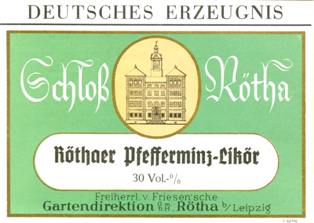 DEUTSCHES ERZEUGNIS
Schloß Rötha
Röthaer Pfefferminz-Likör
30 Vol.-%
Freiherrl. v. Friesen'sche
Gartendirektion Rötha b/Leipzig